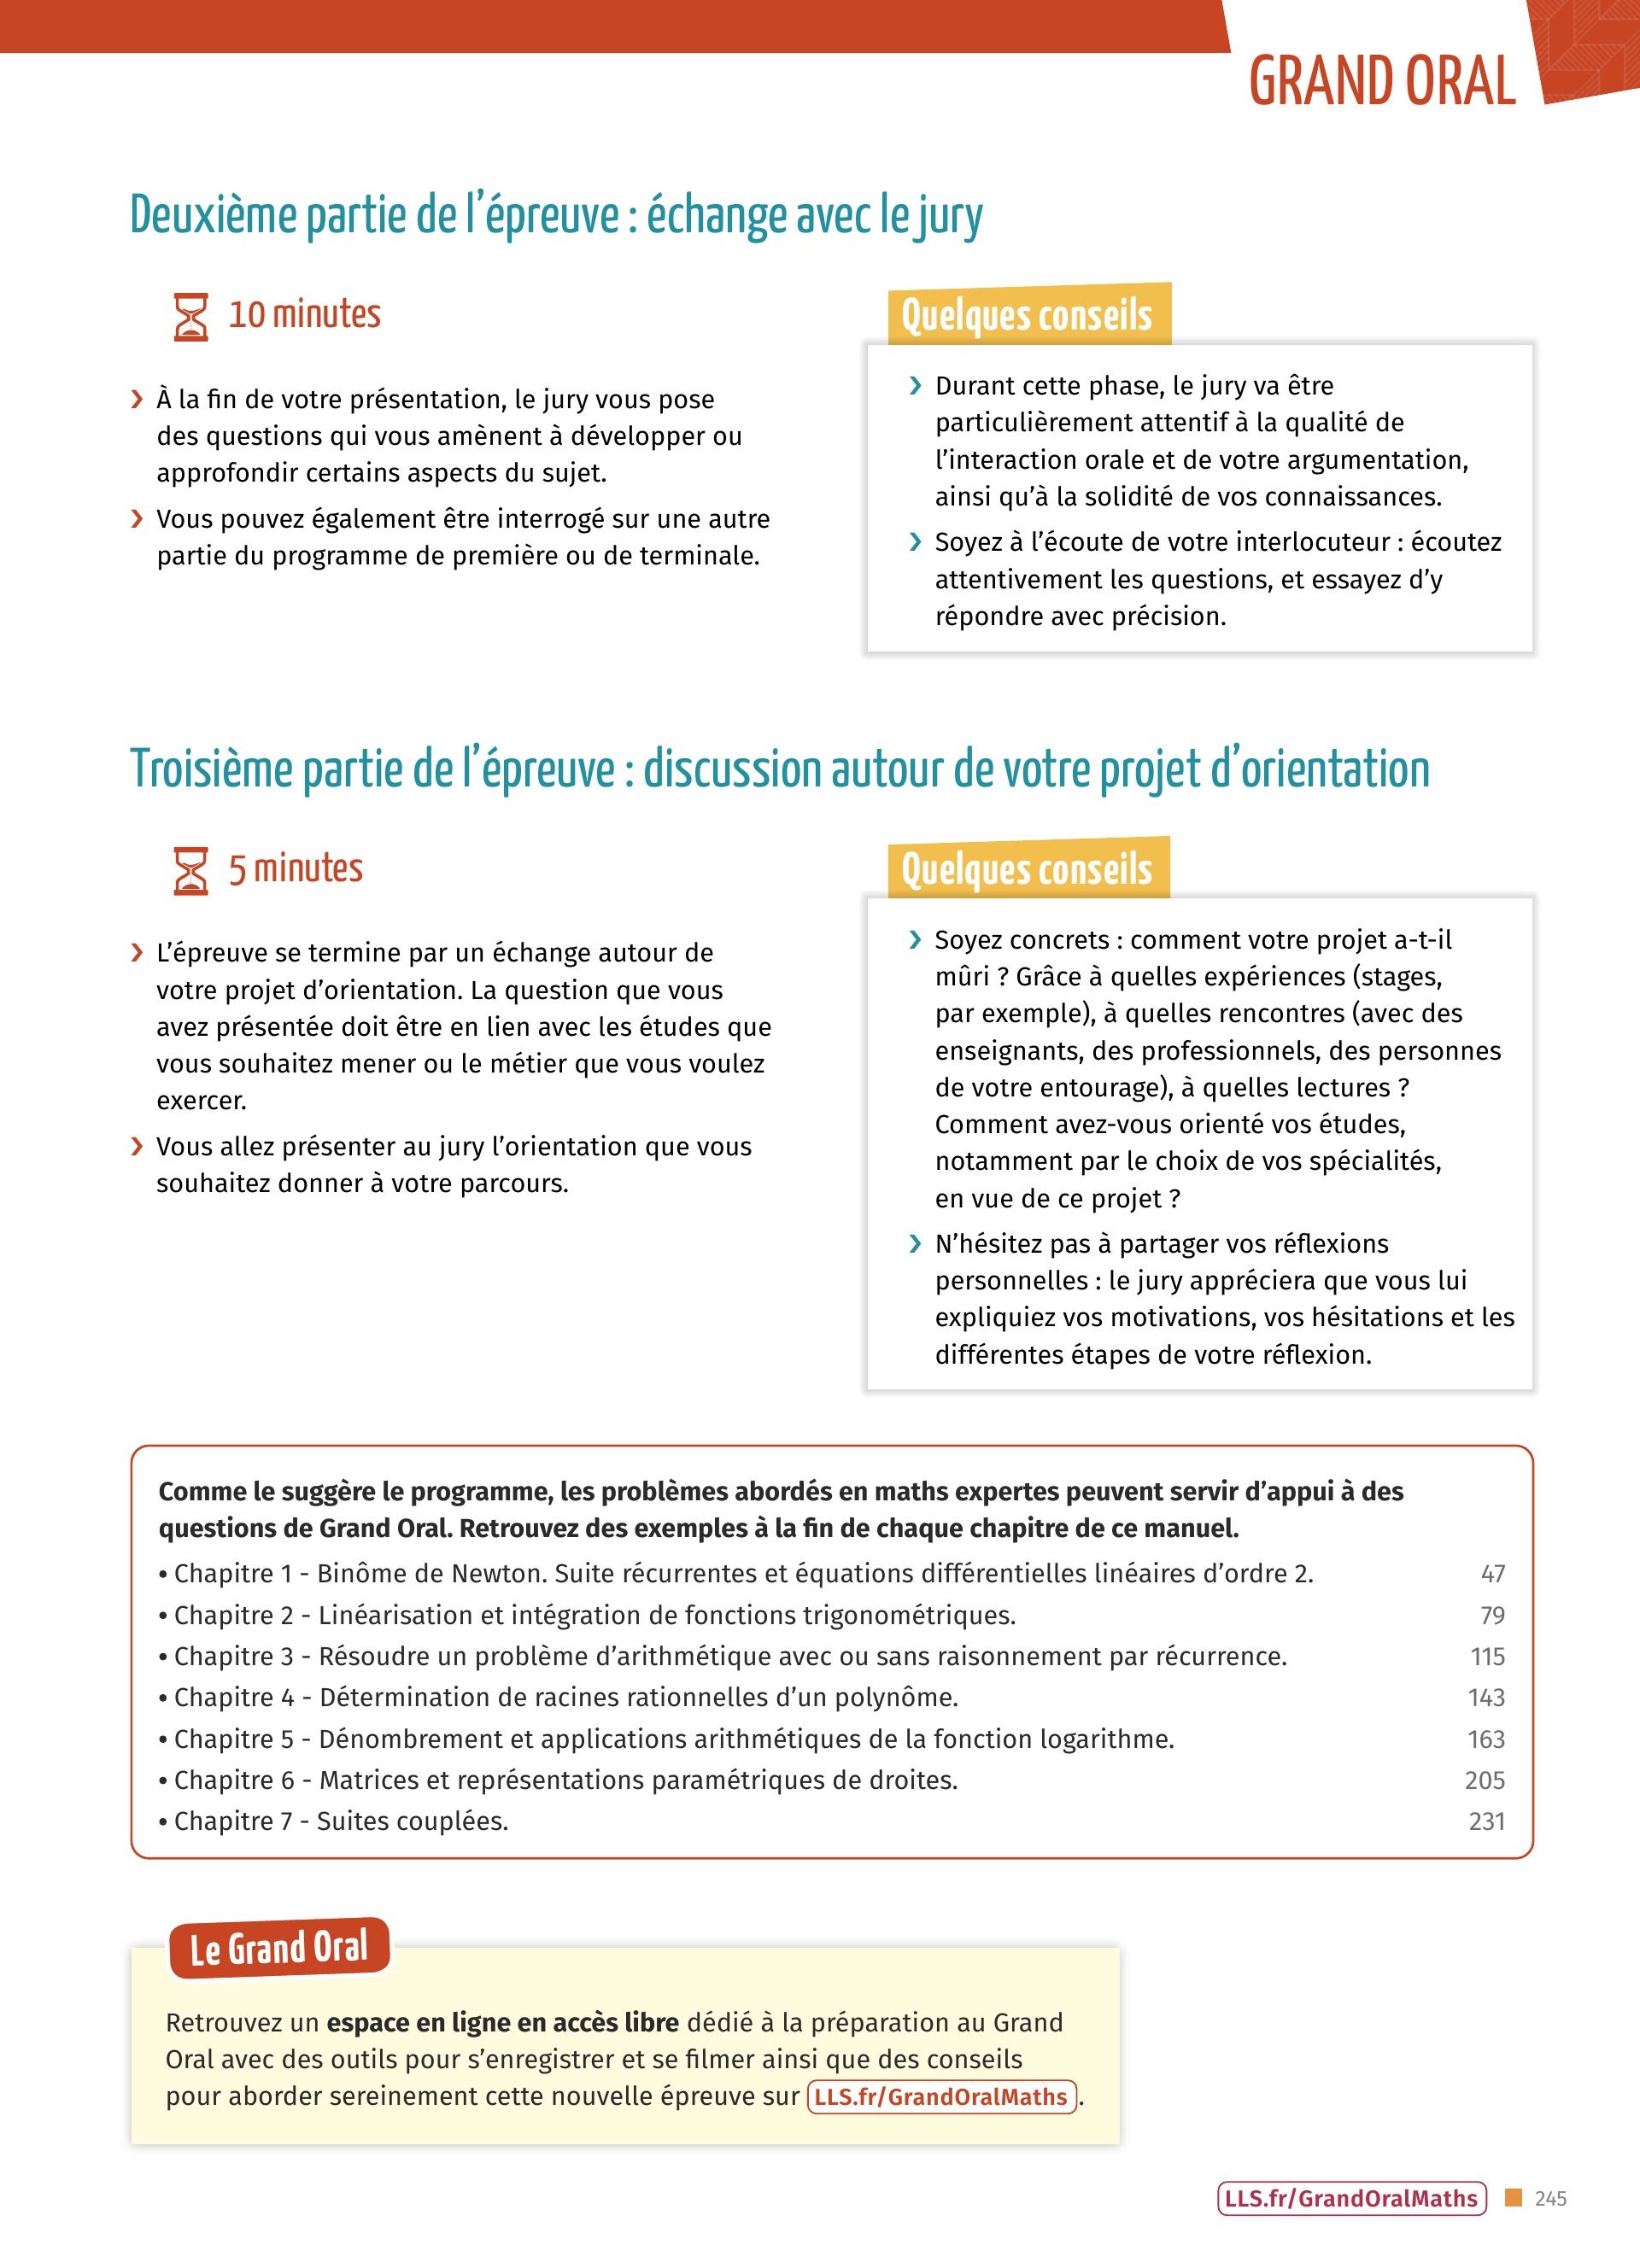 GRAND ORAL
Deuxième partie de l’épreuve : échange avec le jury
10 minutes
› À la fin de votre présentation, le jury vous pose
des questions qui vous amènent à développer ou
approfondir certains aspects du sujet.
› Vous pouvez également être interrogé sur une autre
partie du programme de première ou de terminale.
Quelques conseils
› Durant cette phase, le jury va être
particulièrement attentif à la qualité de
l’interaction orale et de votre argumentation,
ainsi qu’à la solidité de vos connaissances.
› Soyez à l’écoute de votre interlocuteur : écoutez
attentivement les questions, et essayez d’y
répondre avec précision.
Troisième partie de l’épreuve : discussion autour de votre projet d’orientation
5 minutes
› L’épreuve se termine par un échange autour de
votre projet d’orientation. La question que vous
avez présentée doit être en lien avec les études que
vous souhaitez mener ou le métier que vous voulez
exercer.
› Vous allez présenter au jury l’orientation que vous
souhaitez donner à votre parcours.
Quelques conseils
› Soyez concrets : comment votre projet a-t-il
mûri ? Grâce à quelles expériences (stages,
par exemple), à quelles rencontres (avec des
enseignants, des professionnels, des personnes
de votre entourage), à quelles lectures ?
Comment avez-vous orienté vos études,
notamment par le choix de vos spécialités,
en vue de ce projet ?
› N’hésitez pas à partager vos réflexions
personnelles : le jury appréciera que vous lui
expliquiez vos motivations, vos hésitations et les
différentes étapes de votre réflexion.
Comme le suggère le programme, les problèmes abordés en maths expertes peuvent servir d’appui à des
questions de Grand Oral. Retrouvez des exemples à la fin de chaque chapitre de ce manuel.
• Chapitre 1 - Binôme de Newton. Suite récurrentes et équations différentielles linéaires d’ordre 2. 47
• Chapitre 2 - Linéarisation et intégration de fonctions trigonométriques. 79
• Chapitre 3 - Résoudre un problème d’arithmétique avec ou sans raisonnement par récurrence. 115
• Chapitre 4 - Détermination de racines rationnelles d’un polynôme. 143
• Chapitre 5 - Dénombrement et applications arithmétiques de la fonction logarithme. 163
• Chapitre 6 - Matrices et représentations paramétriques de droites. 205
• Chapitre 7 - Suites couplées. 231
Le Grand Oral
Retrouvez un espace en ligne en accès libre dédié à la préparation au Grand
Oral avec des outils pour s’enregistrer et se filmer ainsi que des conseils
pour aborder sereinement cette nouvelle épreuve sur LLS.fr/GrandOralMaths .
LLS.fr/GrandOralMaths 245